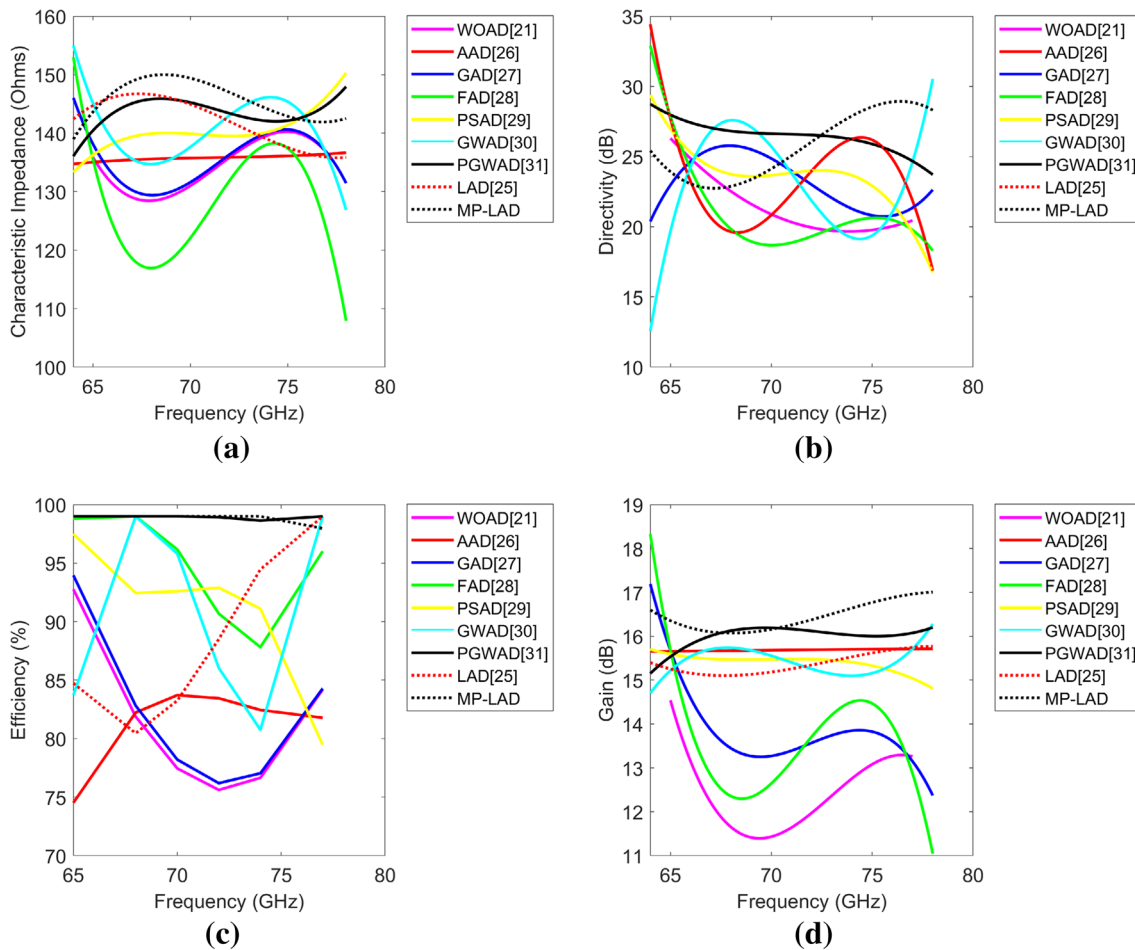 160
150
140
130
120
110
100
Characteristic Impedance (Ohms)
65 70 75 80
Frequency (GHz)
WOAD[21]
AAD[26]
GAD[27]
FAD[28]
PSAD[29]
GWAD[30]
PGWAD[31]
LAD[25]
MP-LAD
(a)
35
30
25
20
15
10
Directivity (dB)
65 70 75 80
Frequency (GHz)
WOAD[21]
AAD[26]
GAD[27]
FAD[28]
PSAD[29]
GWAD[30]
PGWAD[31]
LAD[25]
MP-LAD
(b)
100
95
90
85
80
75
70
Efficiency (%)
65 70 75 80
Frequency (GHz)
WOAD[21]
AAD[26]
GAD[27]
FAD[28]
PSAD[29]
GWAD[30]
PGWAD[31]
LAD[25]
MP-LAD
(c)
19
18
17
16
15
14
13
12
11
Gain (dB)
65 70 75 80
Frequency (GHz)
WOAD[21]
AAD[26]
GAD[27]
FAD[28]
PSAD[29]
GWAD[30]
PGWAD[31]
LAD[25]
MP-LAD
(d)